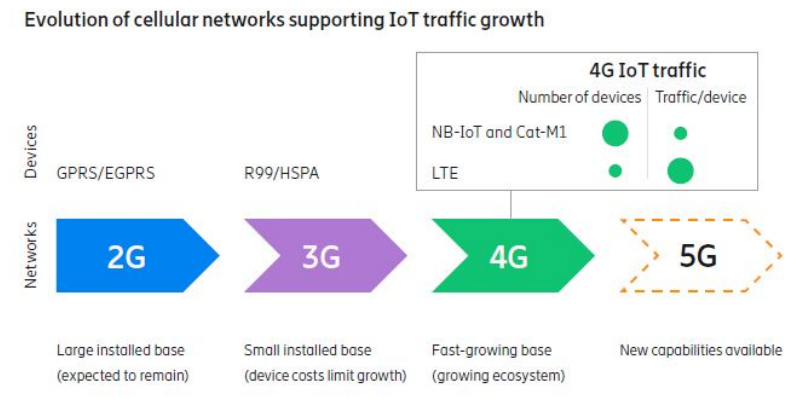 Evolution of cellular networks supporting IoT traffic growth
4G IoT traffic
Number of devices Traffic/device
NB-IoT and Cat-M1
LTE
Devices
GPRS/EGPRS
R99/HSPA
Networks
2G
3G
4G
5G
Large installed base
(expected to remain)
Small installed base
(device costs limit growth)
Fast-growing base
(growing ecosystem)
New capabilities available